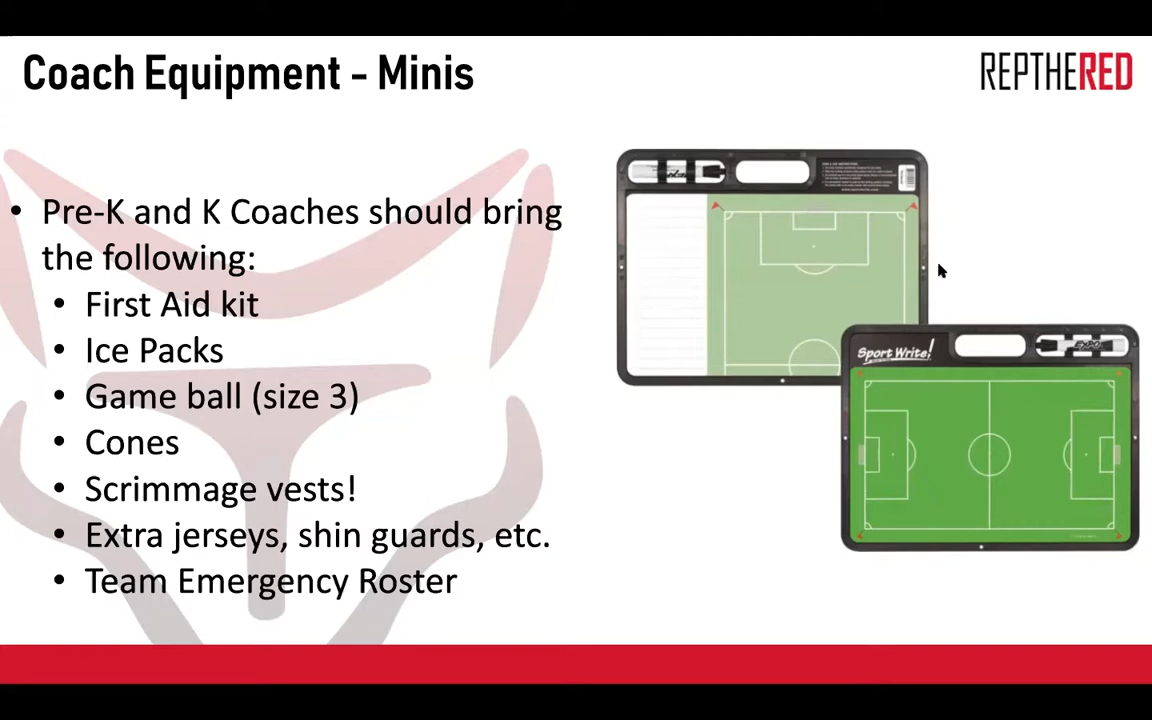 Coach Equipment - Minis
REPTHERED
• Pre-K and K Coaches should bring
the following:
• First Aid kit
• Ice Packs
• Game ball (size 3)
• Cones
• Scrimmage vests!
• Extra jerseys, shin guards, etc.
• Team Emergency Roster
Sport Write!
EXPO